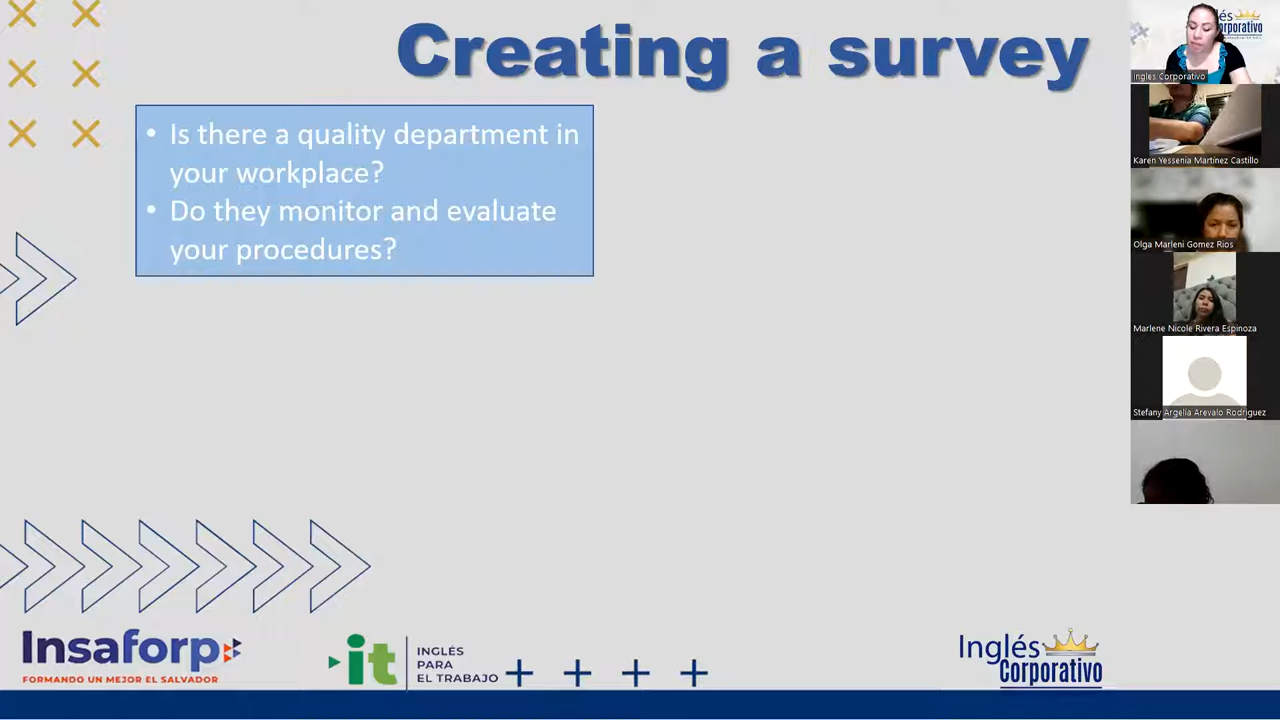 Creating a survey
• Is there a quality department in
your workplace?
• Do they monitor and evaluate
your procedures?
Insaforp
FORMANDO UN MEJOR EL SALVADOR
it
INGLÉS
PARA
EL TRABAJO
Inglés
Corporativo
Ingles Corporativo
Karen Yessenia Martínez Castillo
Olga Marleni Gomez Rios
Marlene Nicole Rivera Espinoza
Stefany Argelia Arevalo Rodriguez